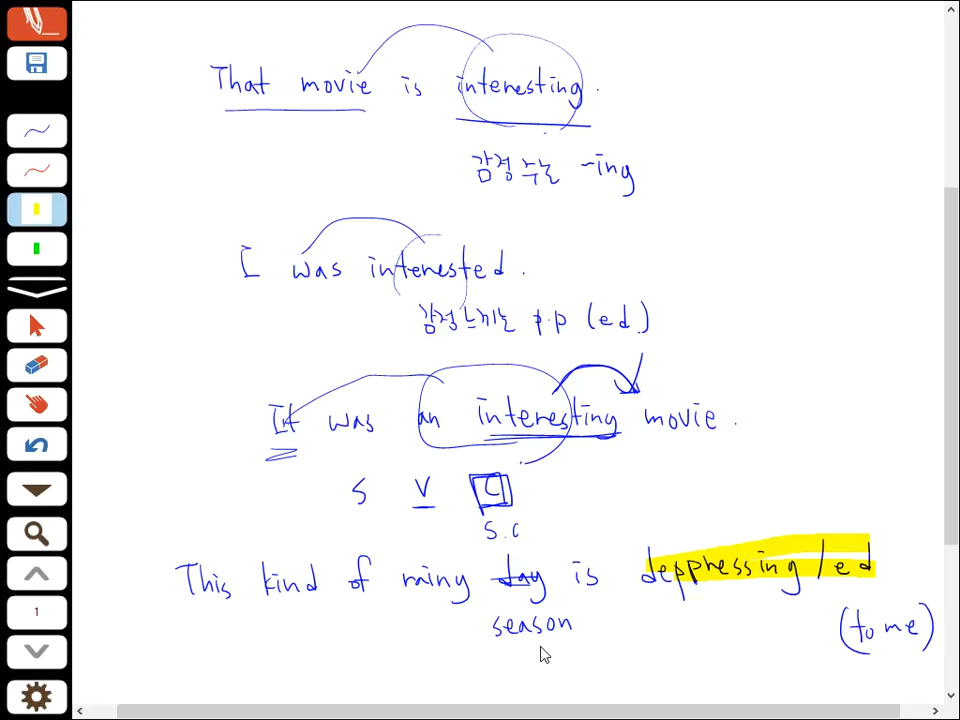 That movie is interesting.
감정 주는 -ing
I was interested.
감정 느끼는 p.p (ed.)
It was an interesting movie.
S V C
S.C
This kind of rainy day is deppressing/ed
season
(to me)
1